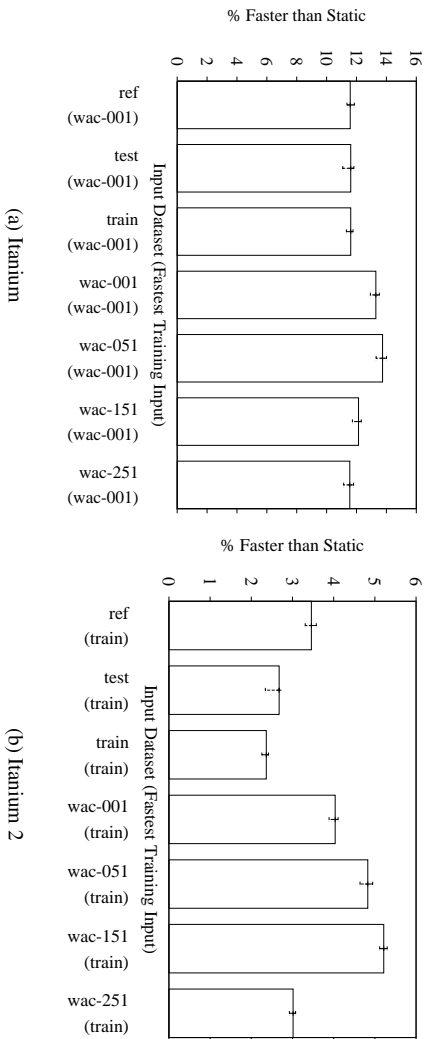 % Faster than Static
0 2 4 6 8 10 12 14 16
ref
(wac-001)
test
(wac-001)
train
(wac-001)
wac-001
(wac-001)
wac-051
(wac-001)
wac-151
(wac-001)
wac-251
(wac-001)
Input Dataset (Fastest Training Input)
(a) Itanium
% Faster than Static
0 1 2 3 4 5 6
ref
(train)
test
(train)
train
(train)
wac-001
(train)
wac-051
(train)
wac-151
(train)
wac-251
(train)
Input Dataset (Fastest Training Input)
(b) Itanium 2